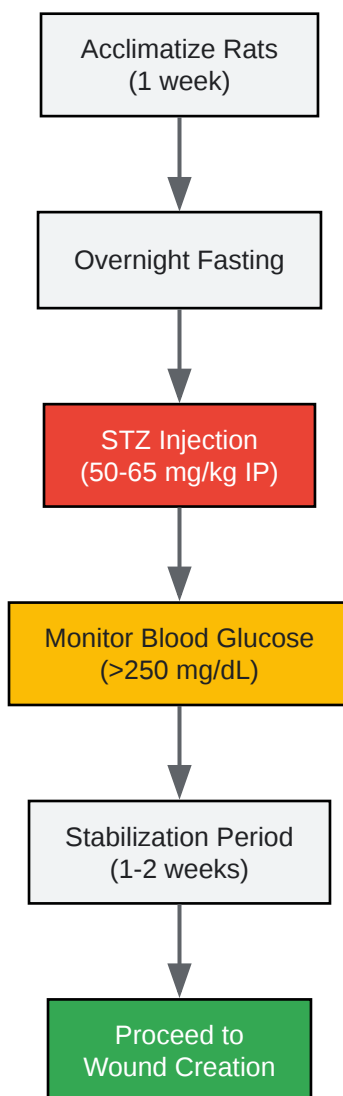 Acclimatize Rats
(1 week)
Overnight Fasting
STZ Injection
(50-65 mg/kg IP)
Monitor Blood Glucose
(>250 mg/dL)
Stabilization Period
(1-2 weeks)
Proceed to
Wound Creation